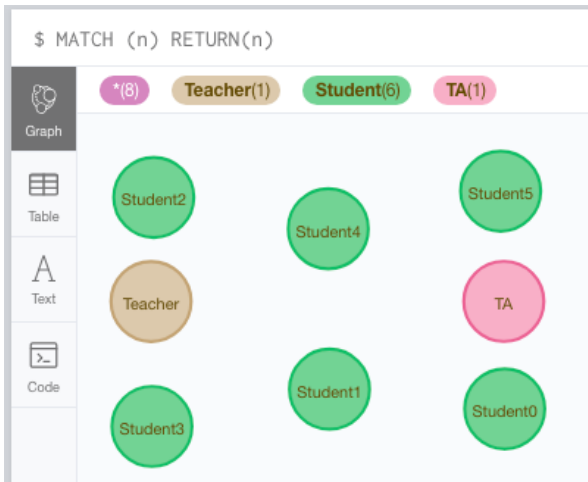 $ MATCH (n) RETURN(n)
*(8) Teacher(1) Student(6) TA(1)
Graph
Table
Text
Code
Student2
Student4
Student5
Teacher
TA
Student3
Student1
Student0